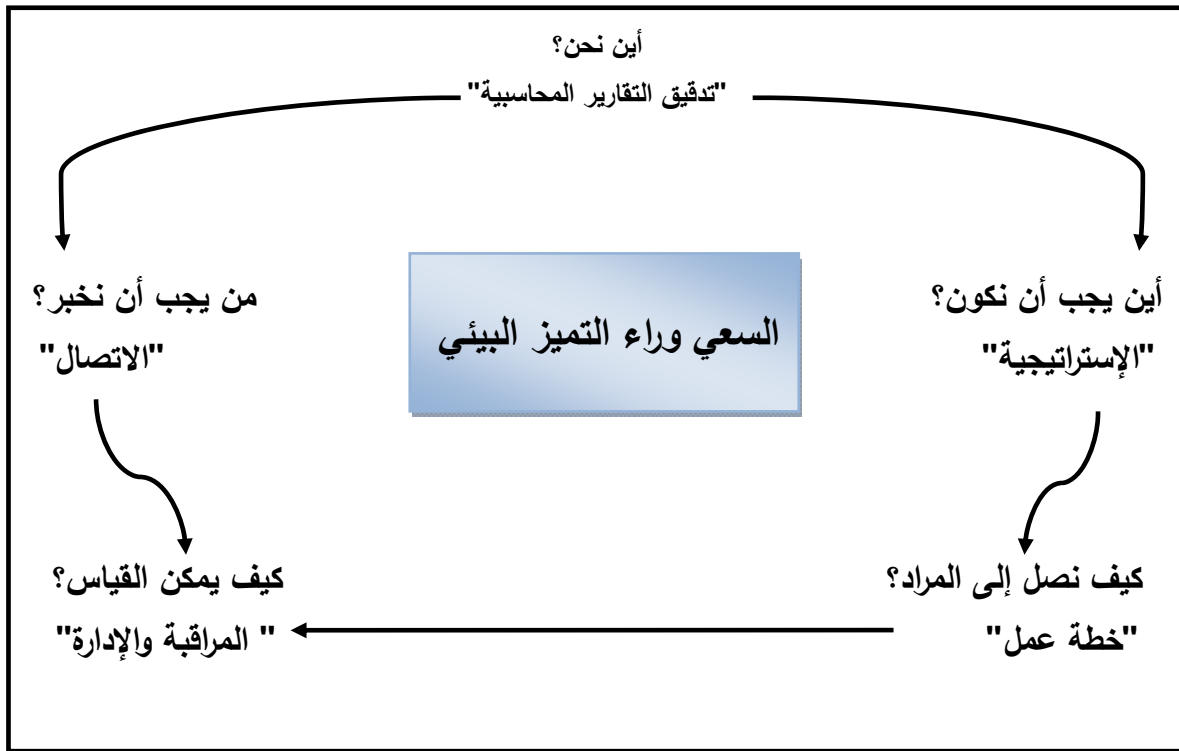 أين نحن؟
"تدقيق التقارير المحاسبية"
أين يجب أن نكون؟
"الإستراتيجية"
السعي وراء التميز البيئي
من يجب أن نخبر؟
"الاتصال"
كيف نصل إلى المراد؟
"خطة عمل"
كيف يمكن القياس؟
" المراقبة والإدارة"